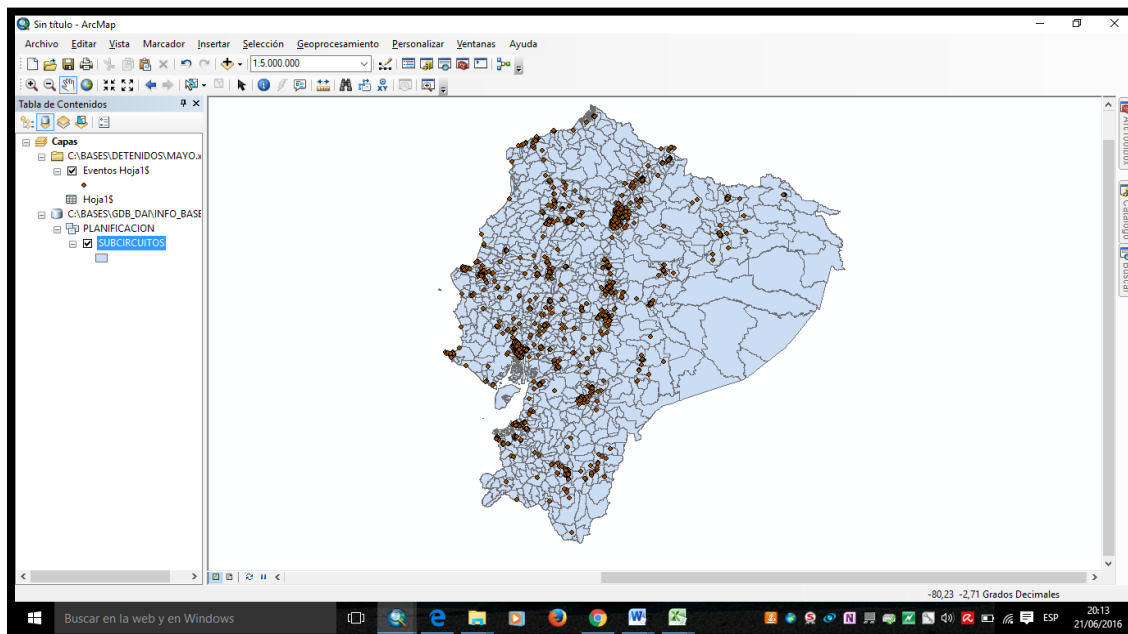 Sin título - ArcMap
Archivo Editar Vista Marcador Insertar Selección Geoprocesamiento Personalizar Ventanas Ayuda
1:5.000.000
Tabla de Contenidos
Capas
C:\BASES\DETENIDOS\MAYO.x
Eventos Hoja1$
Hoja1$
C:\BASES\GDB_DAI\INFO_BASE
PLANIFICACION
SUBCIRCUITOS
ArcToolbox
Catálogo
Buscar
-80,23 -2,71 Grados Decimales
Buscar en la web y en Windows
ESP
20:13
21/06/2016